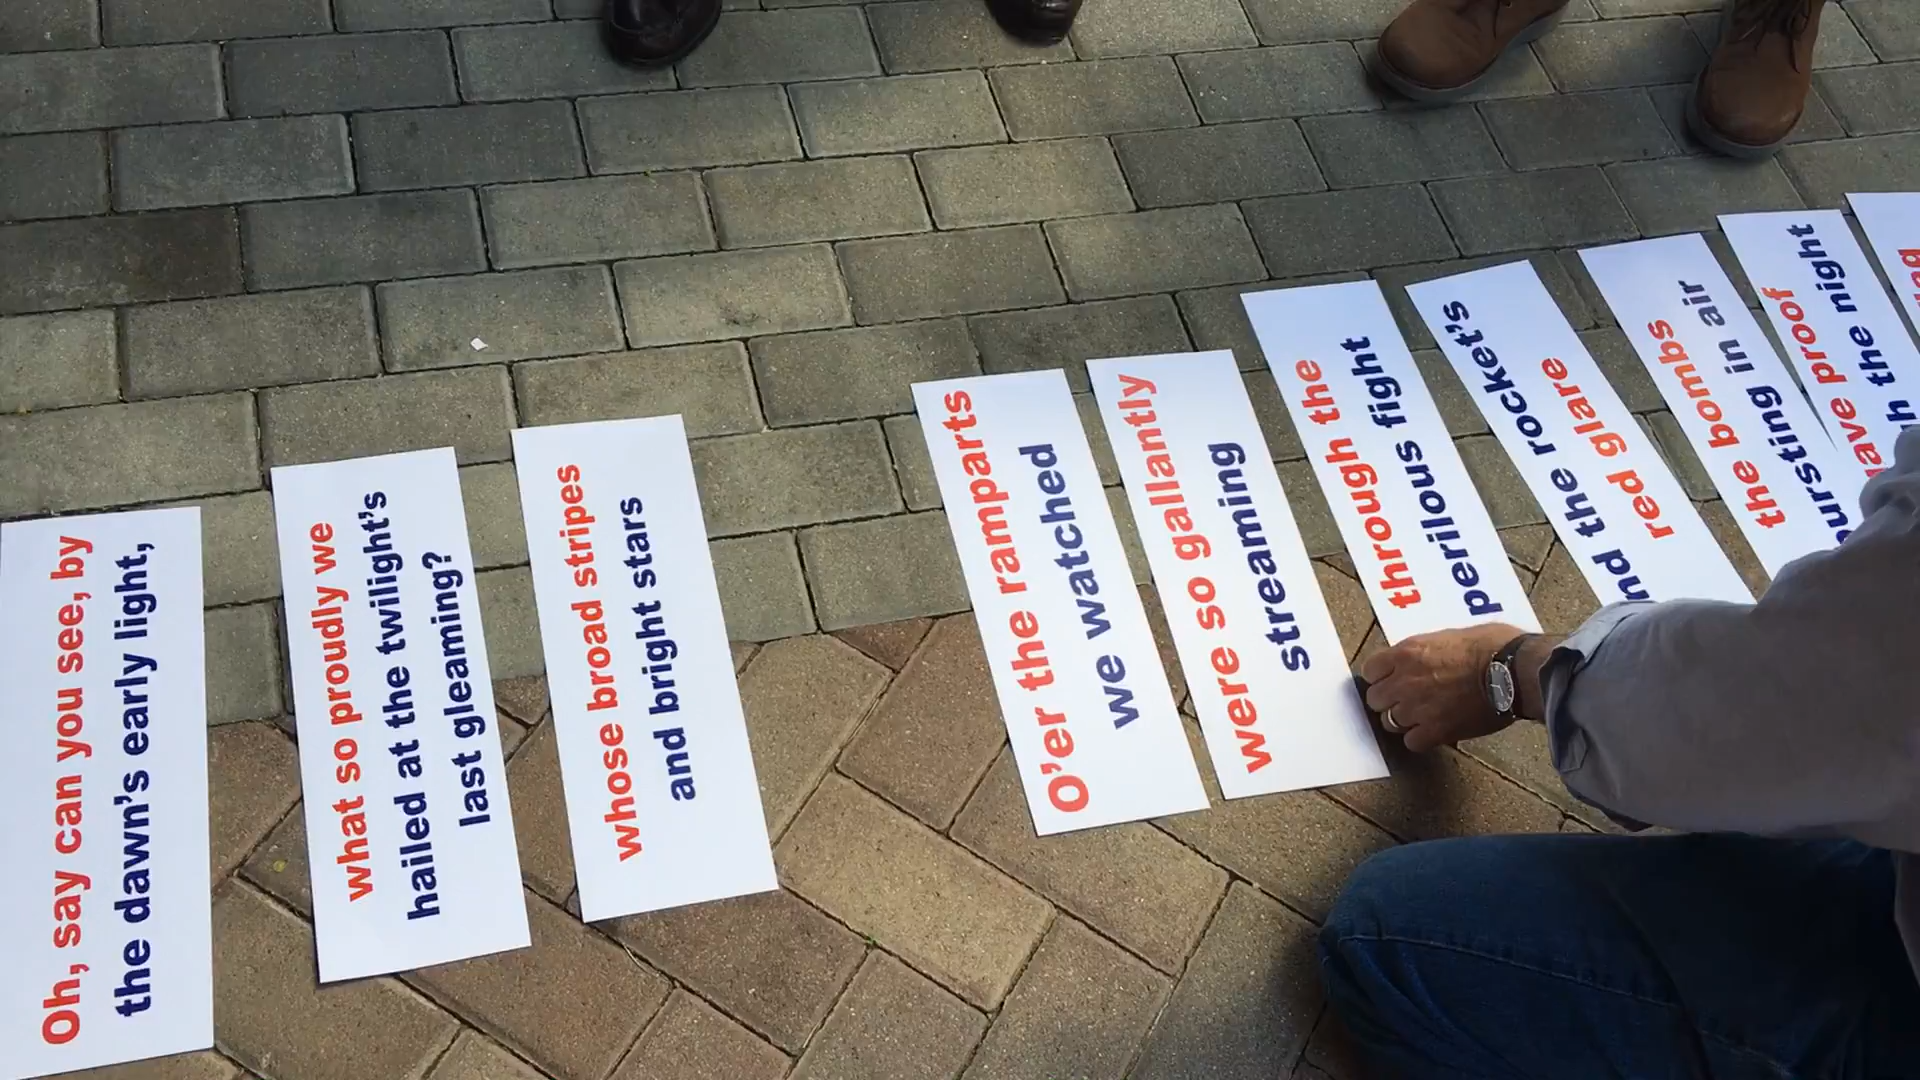 Oh, say can you see, by
the dawn's early light,
what so proudly we
hailed at the twilight's
last gleaming?
whose broad stripes
and bright stars
O'er the ramparts
we watched
were so gallantly
streaming
through the
perilous fight
the rocket's
red glare
the bombs
in air
proof
the night